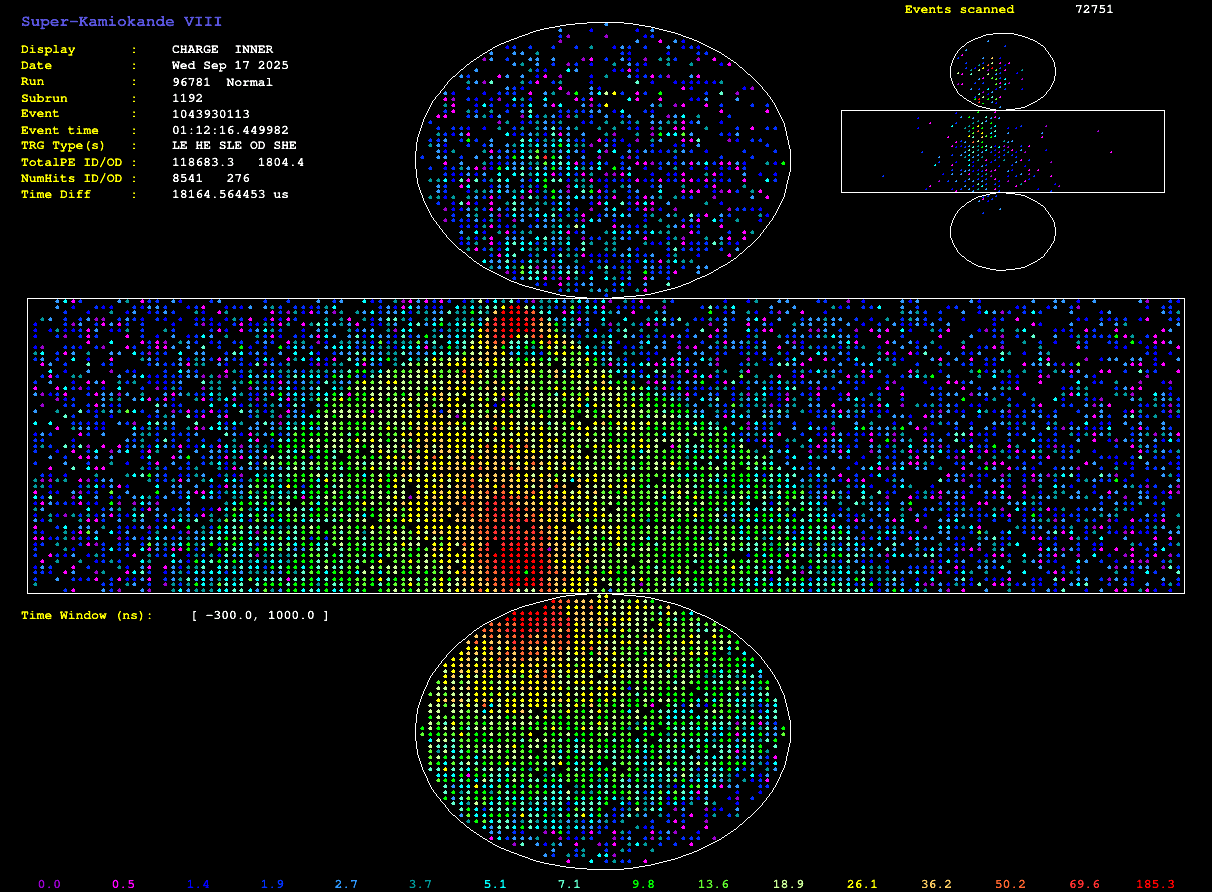 Super-Kamiokande VIII
Display : CHARGE INNER
Date : Wed Sep 17 2025
Run : 96781 Normal
Subrun : 1192
Event : 1043930113
Event time : 01:12:16.449982
TRG Type(s) : LE HE SLE OD SHE
TotalPE ID/OD : 118683.3 1804.4
NumHits ID/OD : 8541 276
Time Diff : 18164.564453 us
Events scanned 72751
Time Window (ns): [ -300.0, 1000.0 ]
0.0 0.5 1.4 1.9 2.7 3.7 5.1 7.1 9.8 13.6 18.9 26.1 36.2 50.2 69.6 185.3